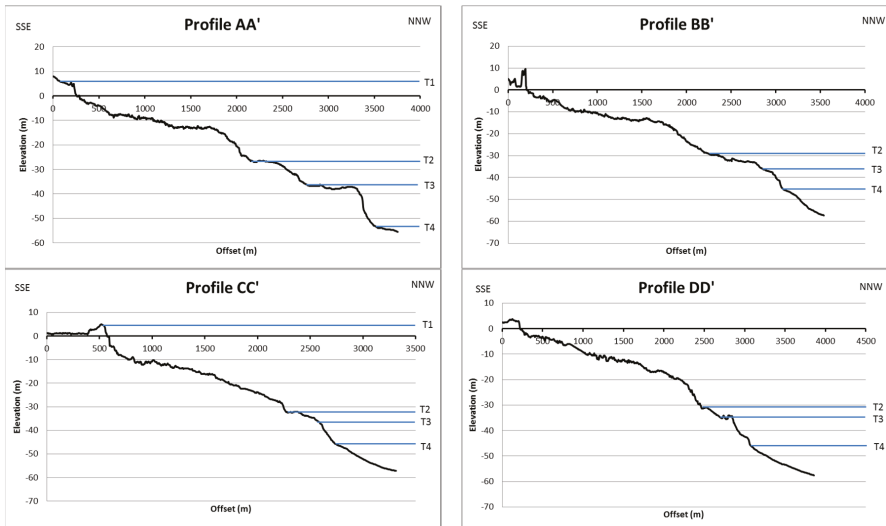 SSE
Profile AA'
NNW
20
10
0
-10
-20
-30
-40
-50
-60
0 500 1000 1500 2000 2500 3000 3500 4000
Elevation (m)
Offset (m)
T1
T2
T3
T4
SSE
Profile BB'
NNW
20
10
0
-10
-20
-30
-40
-50
-60
-70
0 500 1000 1500 2000 2500 3000 3500 4000
Elevation (m)
Offset (m)
T2
T3
T4
SSE
Profile CC'
NNW
10
0
-10
-20
-30
-40
-50
-60
-70
0 500 1000 1500 2000 2500 3000 3500
Elevation (m)
Offset (m)
T1
T2
T3
T4
SSE
Profile DD'
NNW
10
0
-10
-20
-30
-40
-50
-60
-70
0 500 1000 1500 2000 2500 3000 3500 4000 4500
Elevation (m)
Offset (m)
T2
T3
T4